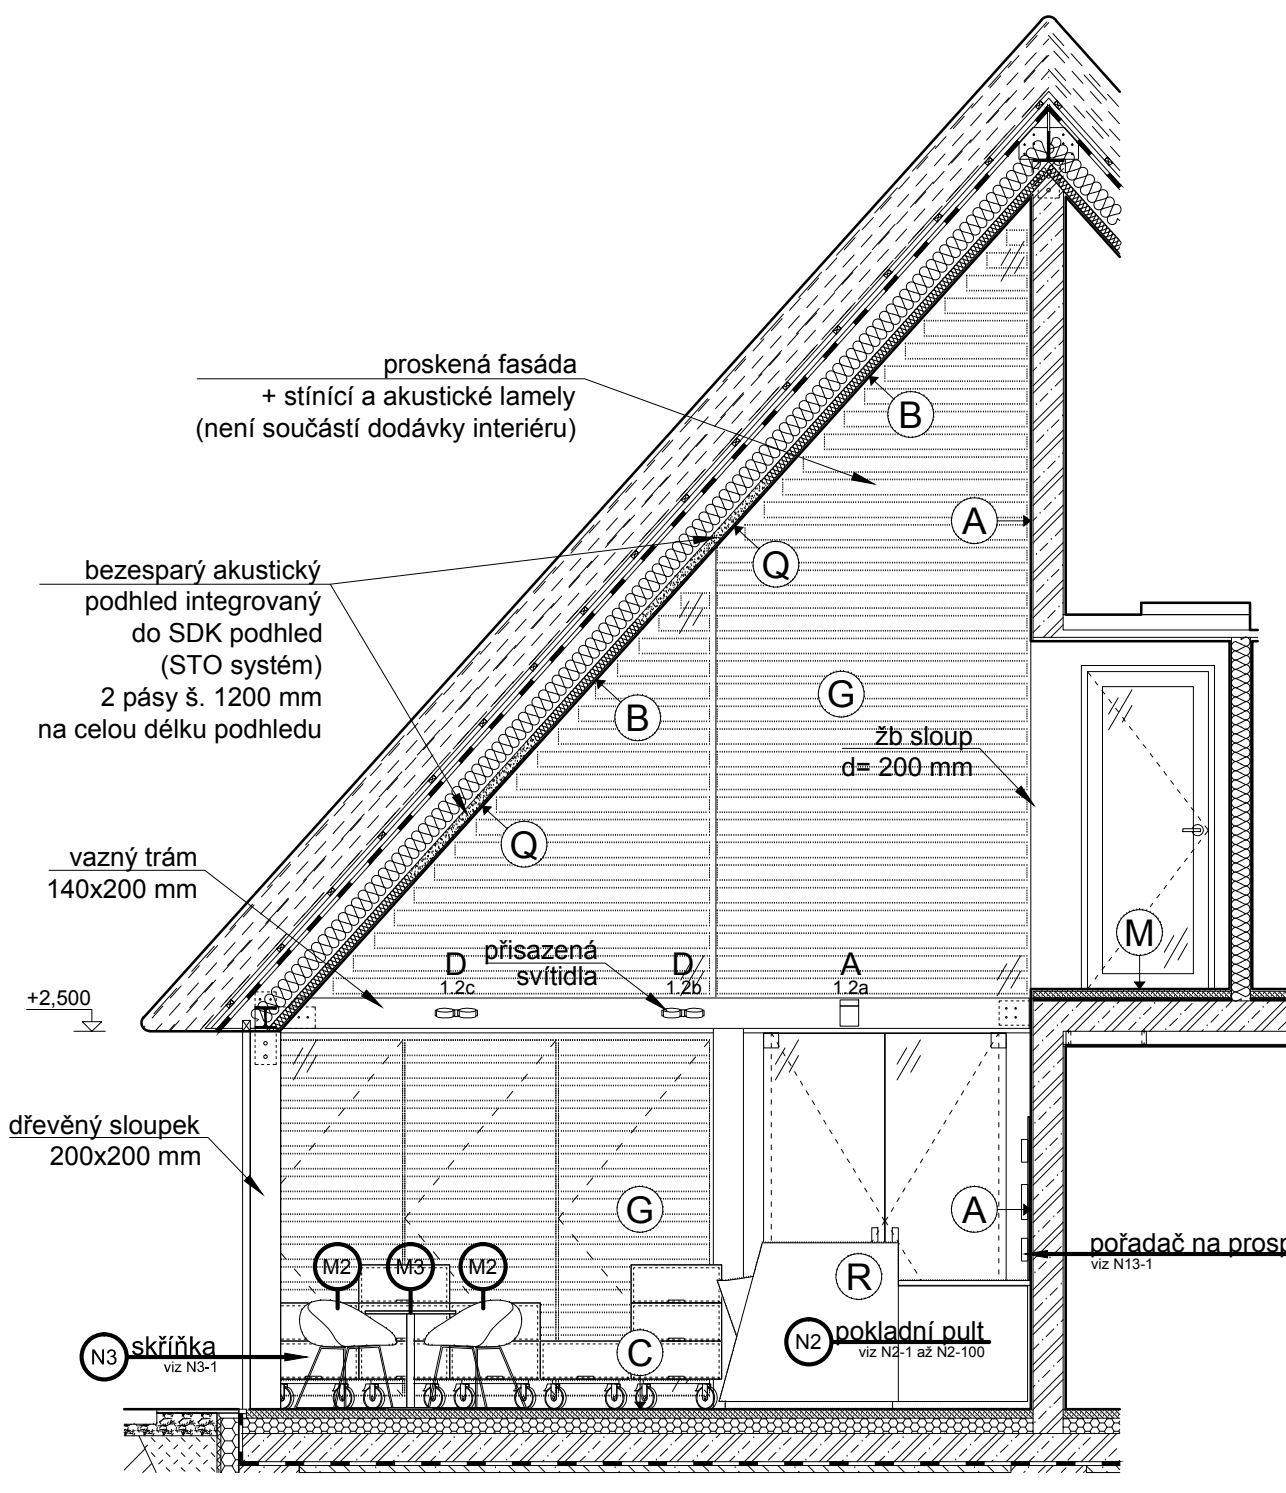 proskená fasáda
+ stínící a akustické lamely
(není součástí dodávky interiéru)
B
A
Q
bezesparý akustický
podhled integrovaný
do SDK podhled
(STO systém)
2 pásy š. 1200 mm
na celou délku podhledu
G
B
žb sloup
d= 200 mm
Q
vazný trám
140x200 mm
M
přisazená
svítidla
D
1.2c
D
1.2b
A
1.2a
+2,500
dřevěný sloupek
200x200 mm
G
A
pořadač na prosp
viz N13-1
M2
M3
M2
R
N3
skříňka
viz N3-1
C
N2
pokladní pult
viz N2-1 až N2-100